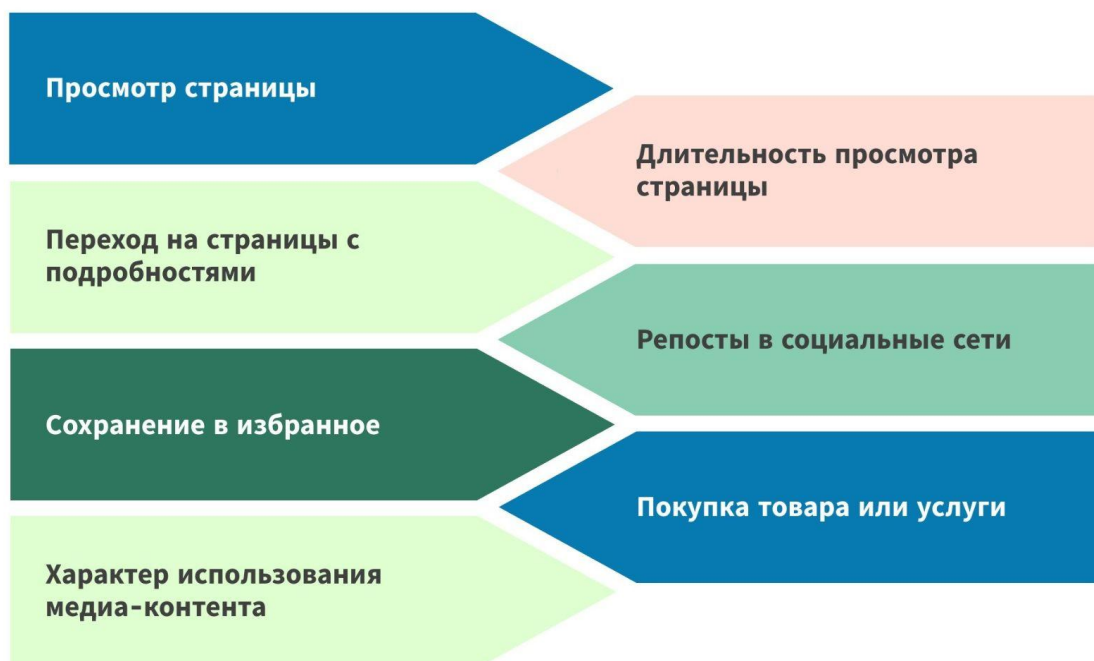 Просмотр страницы
Длительность просмотра
страницы
Переход на страницы с
подробностями
Репосты в социальные сети
Сохранение в избранное
Покупка товара или услуги
Характер использования
медиа-контента